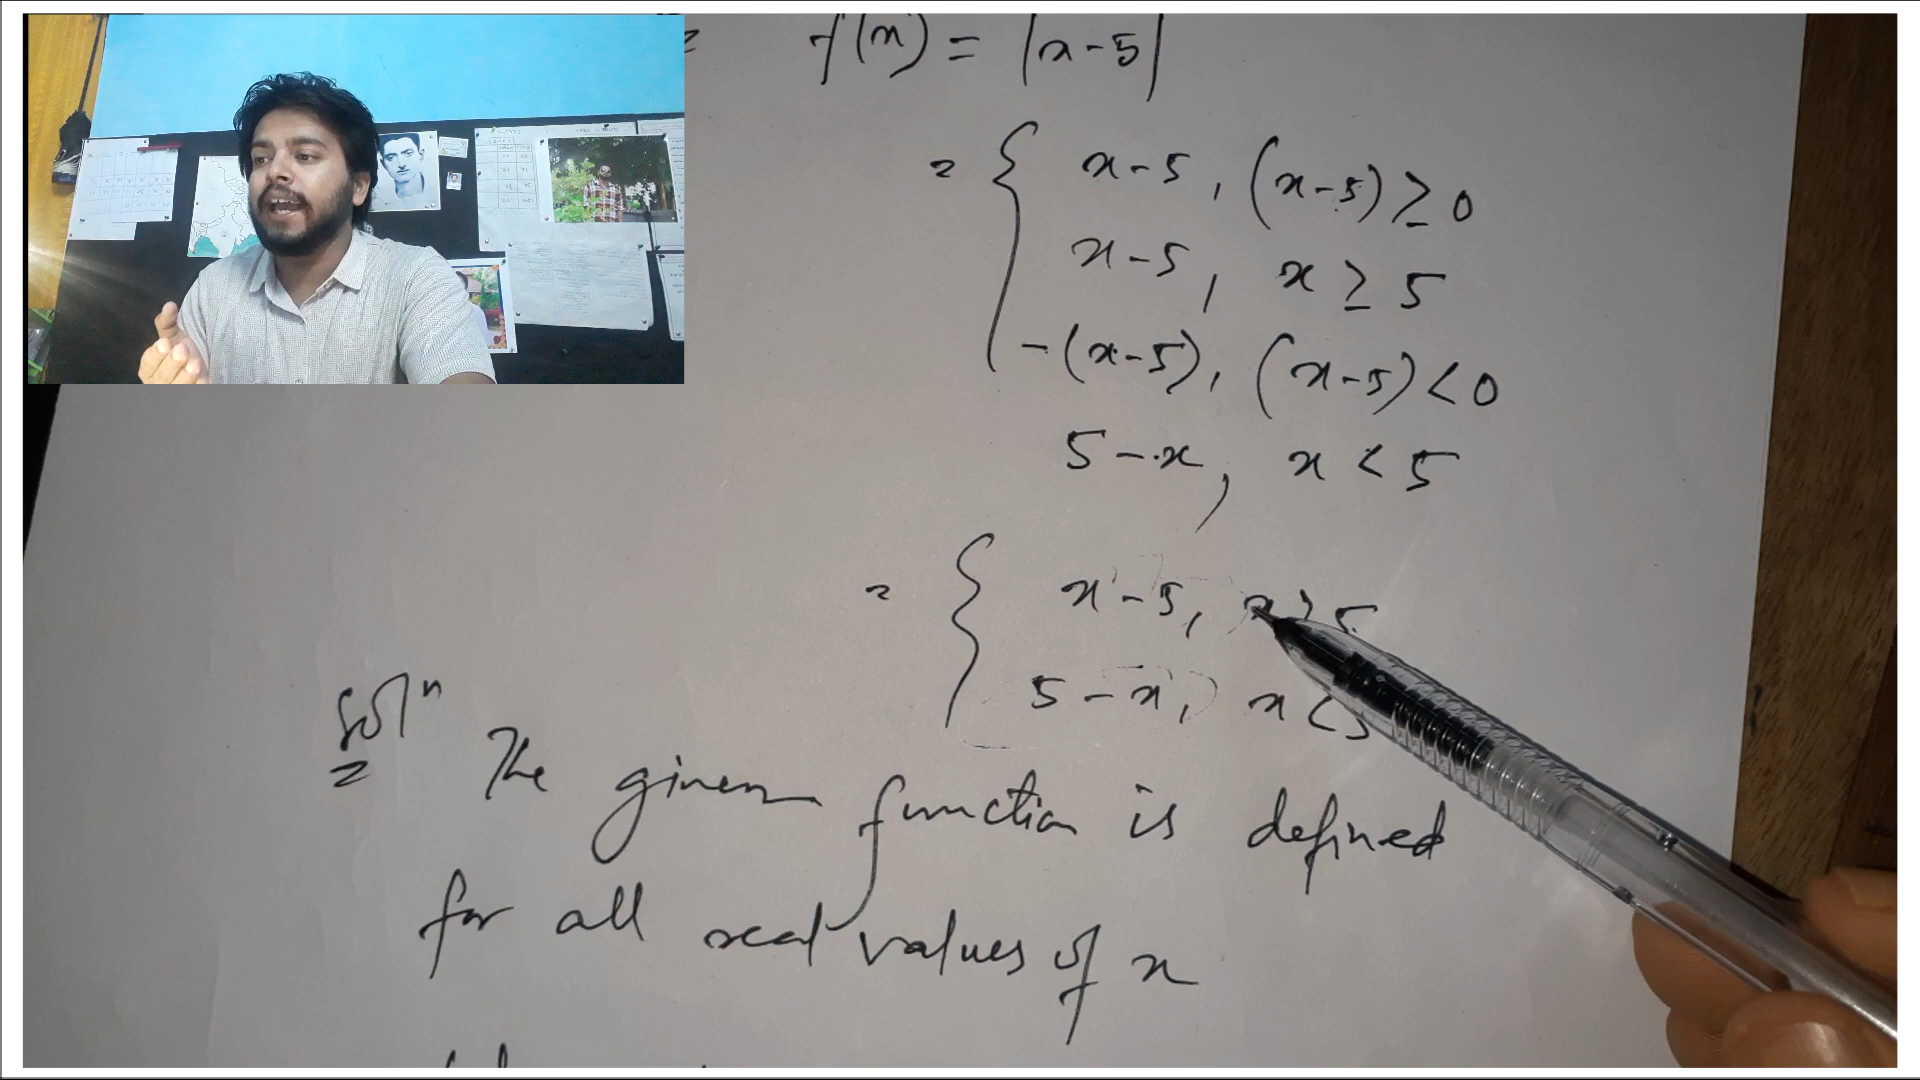 f(x) = |x-5|
= { x-5, (x-5) ≥ 0
x-5, x ≥ 5
-(x-5), (x-5) < 0
5-x, x < 5
= { x-5, x ≥ 5
5-x, x < 5
Solⁿ
The given function is defined
for all real values of x